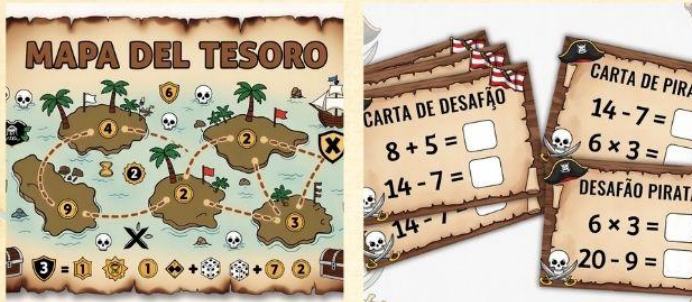 MAPA DEL TESORO
6
4
2
X
2
2
9
3
3 = 1 1 + + 7 2
CARTA DE DESAFÃO
8 + 5 =
14 - 7 =
14 - 7
CARTA DE PIRA
14 - 7 =
6 × 3 =
DESAFÃO PIRATA
6 × 3 =
20 - 9 =